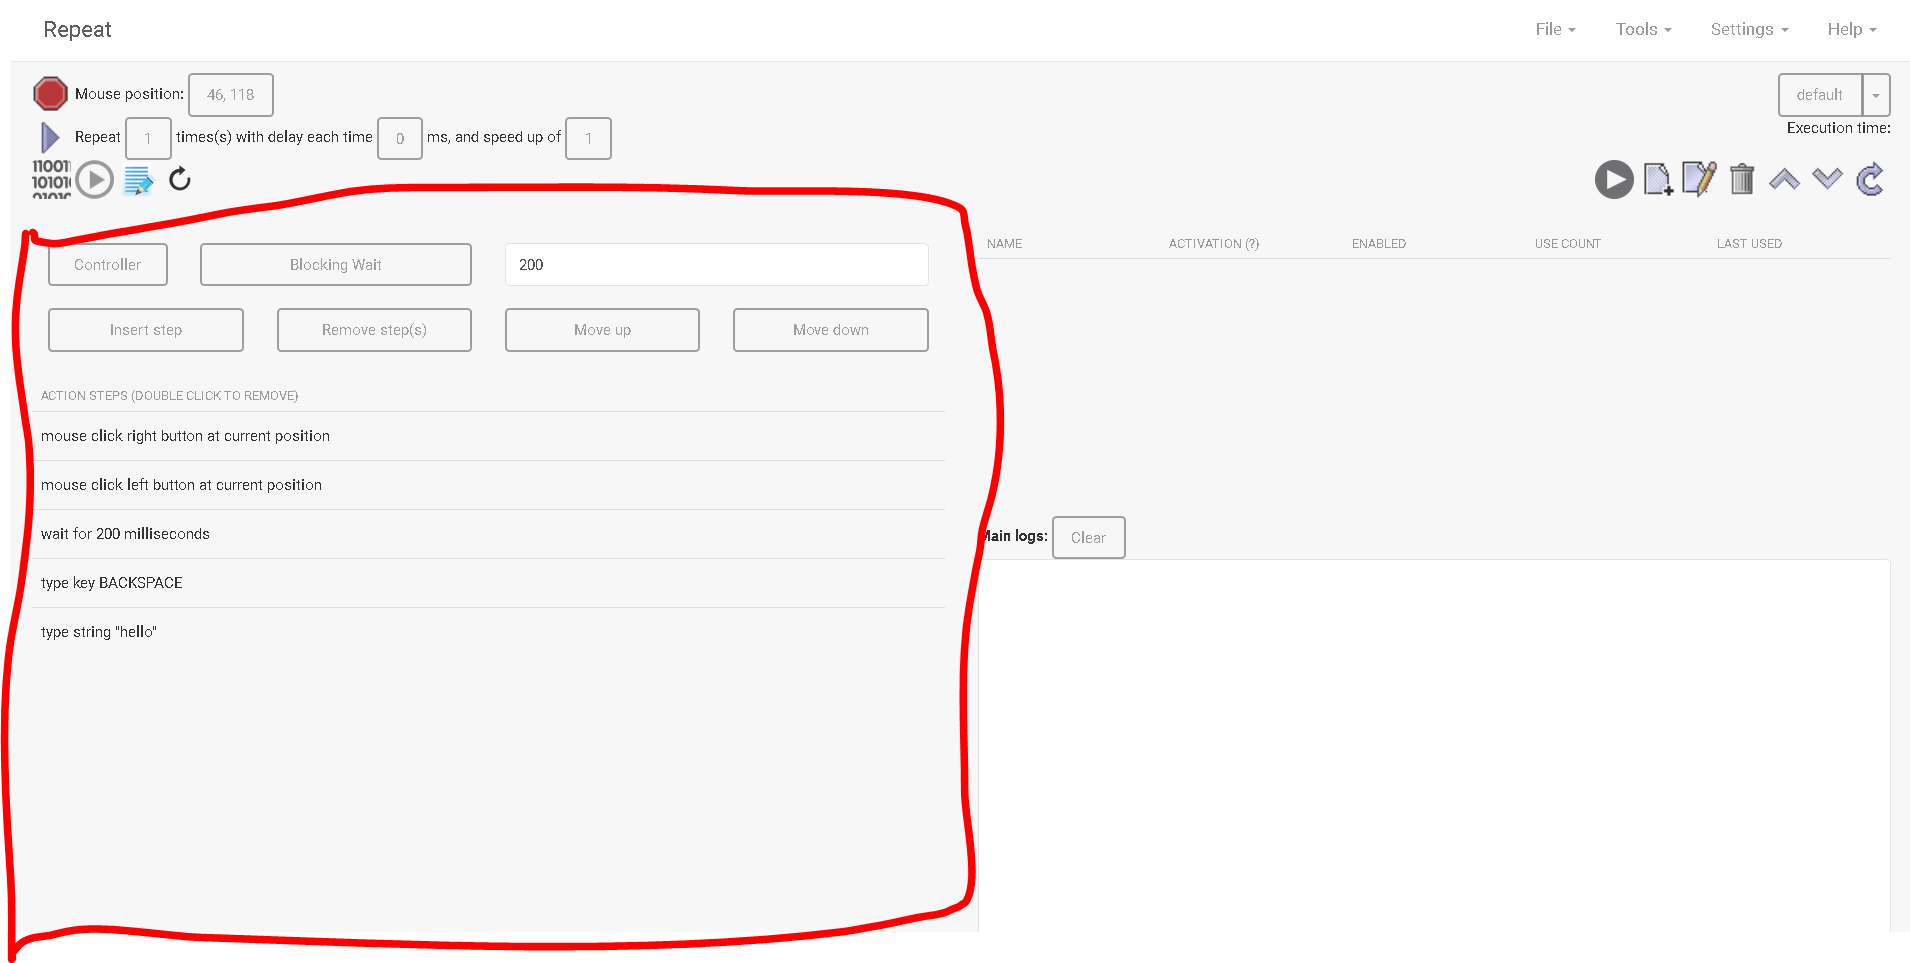 Repeat File Tools Settings Help
Mouse position: 46, 118 default
Execution time:
Repeat 1 times(s) with delay each time 0 ms, and speed up of 1
11001
10101
01010
NAME ACTIVATION (?) ENABLED USE COUNT LAST USED
Controller Blocking Wait 200
Insert step Remove step(s) Move up Move down
ACTION STEPS (DOUBLE CLICK TO REMOVE)
mouse click right button at current position
mouse click left button at current position
wait for 200 milliseconds
type key BACKSPACE
type string "hello"
Main logs: Clear